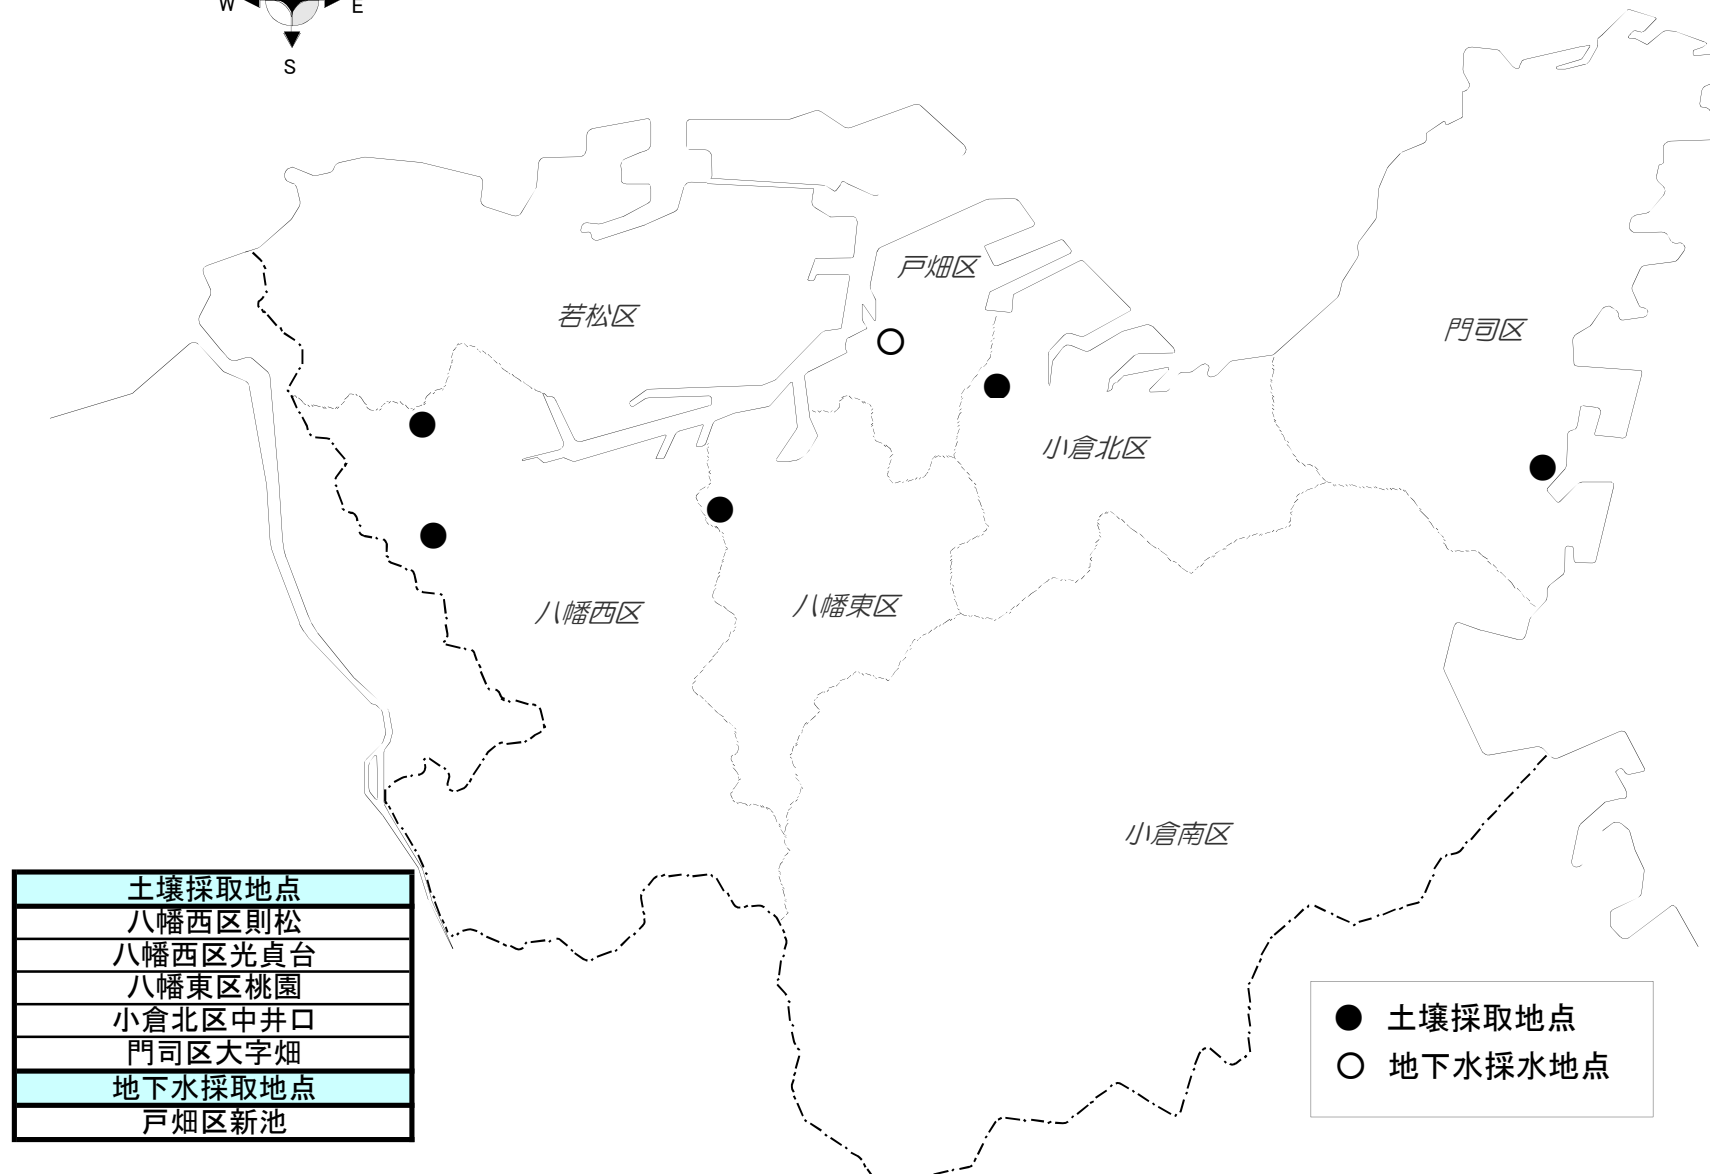 W
E
S
戸畑区
若松区
門司区
小倉北区
八幡西区
八幡東区
小倉南区
土壌採取地点
八幡西区則松
八幡西区光貞台
八幡東区桃園
小倉北区中井口
門司区大字畑
地下水採取地点
戸畑区新池
土壌採取地点
地下水採水地点